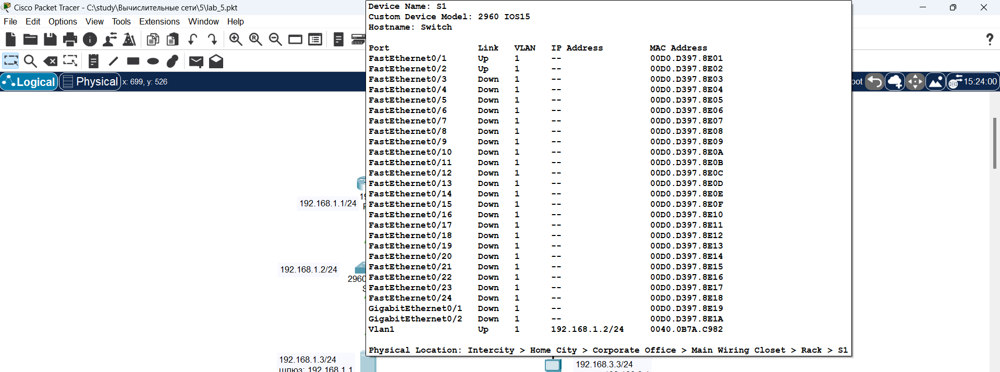 Cisco Packet Tracer - C:\study\Вычислительные сети\5\lab_5.pkt
File Edit Options View Tools Extensions Window Help
Logical Physical x: 699, y: 526
15:24:00
192.168.1.1/24
192.168.1.2/24
192.168.1.3/24
шлюз: 192.168.1.1
Device Name: S1
Custom Device Model: 2960 IOS15
Hostname: Switch
Port Link VLAN IP Address MAC Address
FastEthernet0/1 Up 1 -- 00D0.D397.8E01
FastEthernet0/2 Up 1 -- 00D0.D397.8E02
FastEthernet0/3 Down 1 -- 00D0.D397.8E03
FastEthernet0/4 Down 1 -- 00D0.D397.8E04
FastEthernet0/5 Down 1 -- 00D0.D397.8E05
FastEthernet0/6 Down 1 -- 00D0.D397.8E06
FastEthernet0/7 Down 1 -- 00D0.D397.8E07
FastEthernet0/8 Down 1 -- 00D0.D397.8E08
FastEthernet0/9 Down 1 -- 00D0.D397.8E09
FastEthernet0/10 Down 1 -- 00D0.D397.8E0A
FastEthernet0/11 Down 1 -- 00D0.D397.8E0B
FastEthernet0/12 Down 1 -- 00D0.D397.8E0C
FastEthernet0/13 Down 1 -- 00D0.D397.8E0D
FastEthernet0/14 Down 1 -- 00D0.D397.8E0E
FastEthernet0/15 Down 1 -- 00D0.D397.8E0F
FastEthernet0/16 Down 1 -- 00D0.D397.8E10
FastEthernet0/17 Down 1 -- 00D0.D397.8E11
FastEthernet0/18 Down 1 -- 00D0.D397.8E12
FastEthernet0/19 Down 1 -- 00D0.D397.8E13
FastEthernet0/20 Down 1 -- 00D0.D397.8E14
FastEthernet0/21 Down 1 -- 00D0.D397.8E15
FastEthernet0/22 Down 1 -- 00D0.D397.8E16
FastEthernet0/23 Down 1 -- 00D0.D397.8E17
FastEthernet0/24 Down 1 -- 00D0.D397.8E18
GigabitEthernet0/1 Down 1 -- 00D0.D397.8E19
GigabitEthernet0/2 Down 1 -- 00D0.D397.8E1A
Vlan1 Up 1 192.168.1.2/24 0040.0B7A.C982
Physical Location: Intercity > Home City > Corporate Office > Main Wiring Closet > Rack > S1
192.168.3.3/24